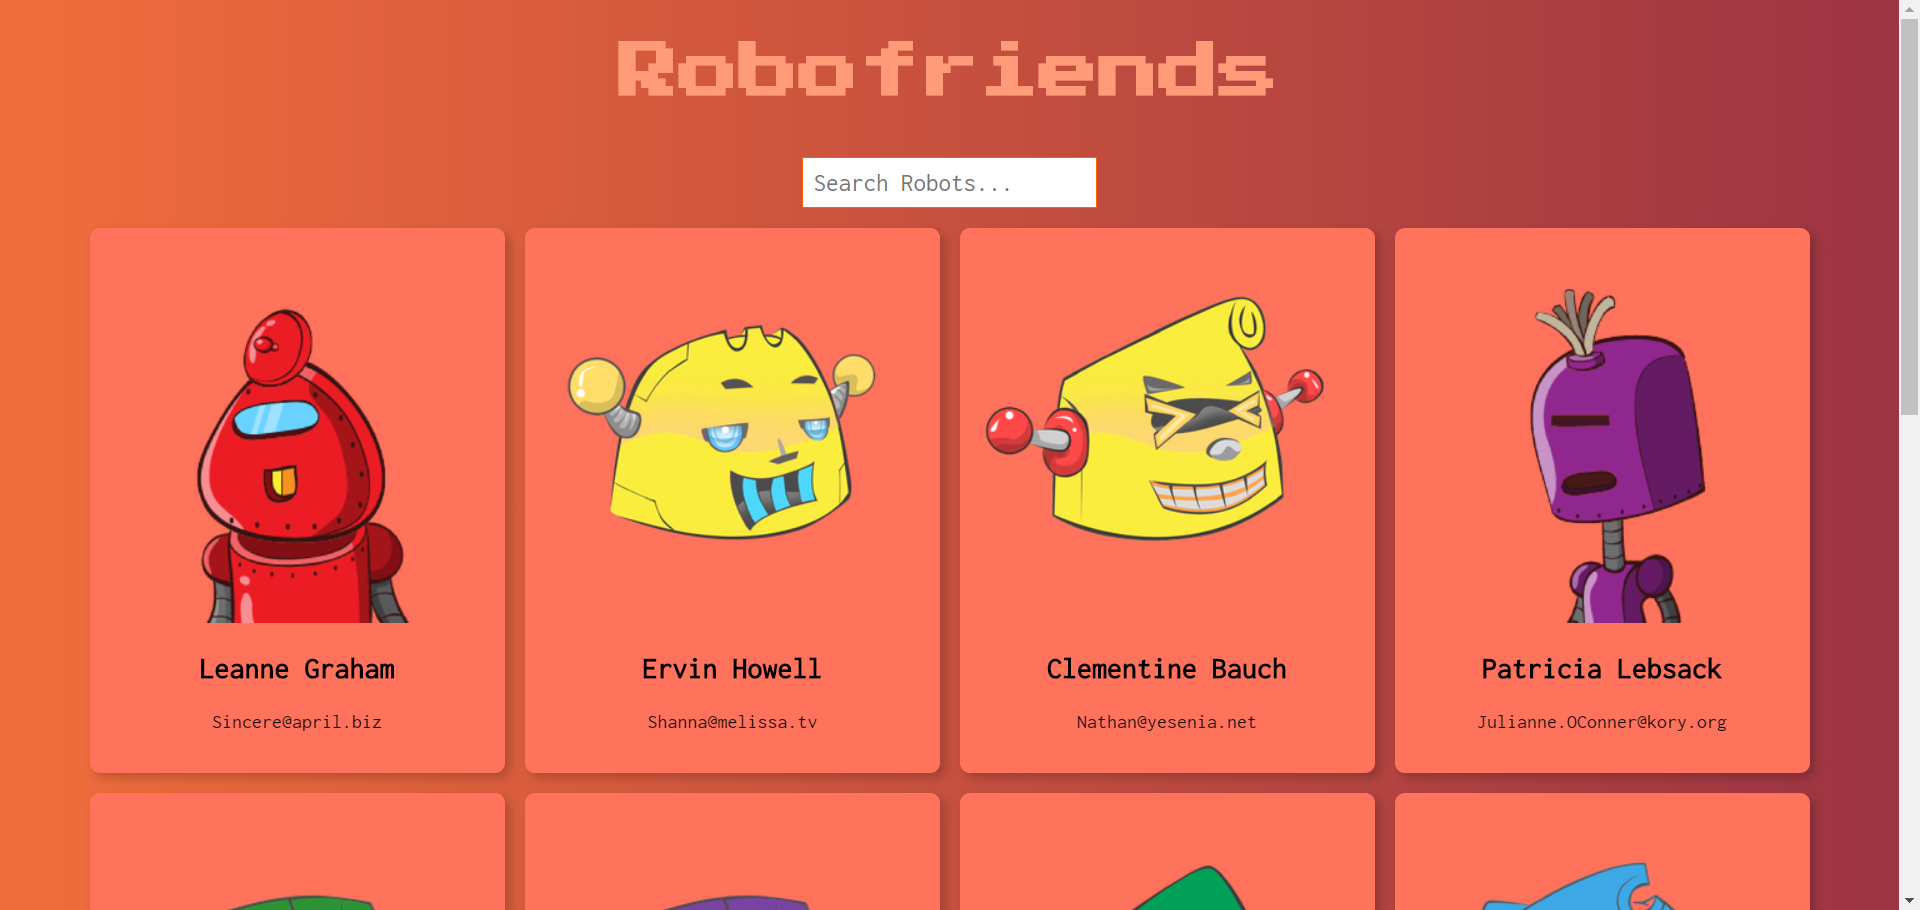 Robofriends
Search Robots...
Leanne Graham
Sincere@april.biz
Ervin Howell
Shanna@melissa.tv
Clementine Bauch
Nathan@yesenia.net
Patricia Lebsack
Julianne.OConner@kory.org